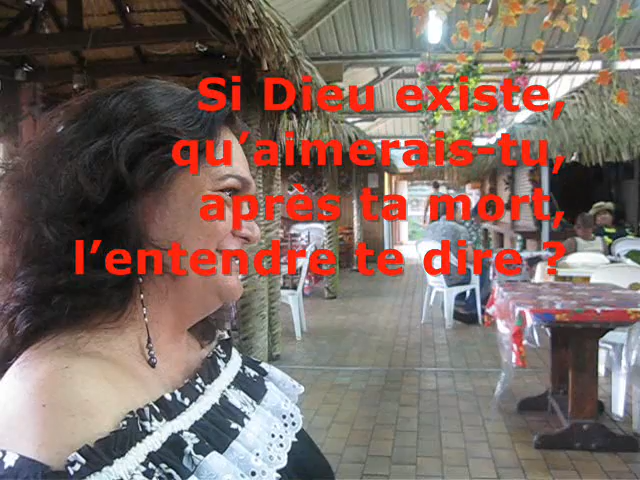 Si Dieu existe,
qu’aimerais-tu,
après ta mort,
l’entendre te dire ?